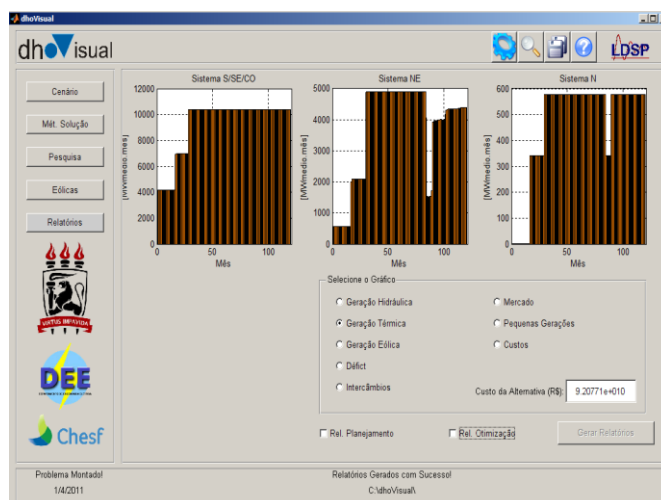 dhoVisual
dhoVisual
LDSP
Cenário
Mét. Solução
Pesquisa
Eólicas
Relatórios
VIRTUS IMPAVIDA
DEE
Chesf
Sistema S/SE/CO
[MWmedio.mês]
12000
10000
8000
6000
4000
2000
0
0 50 100
Mês
Sistema NE
[MWmedio.mês]
5000
4000
3000
2000
1000
0
0 50 100
Mês
Sistema N
[MWmedio.mês]
600
500
400
300
200
100
0
0 50 100
Mês
Selecione o Gráfico
Geração Hidráulica
Geração Térmica
Geração Eólica
Défict
Intercâmbios
Mercado
Pequenas Gerações
Custos
Custo da Alternativa (R$): 9.20771e+010
Rel. Planejamento
Rel. Otimização
Gerar Relatórios
Problema Montado!
1/4/2011
Relatórios Gerados com Sucesso!
C:\dhoVisual\